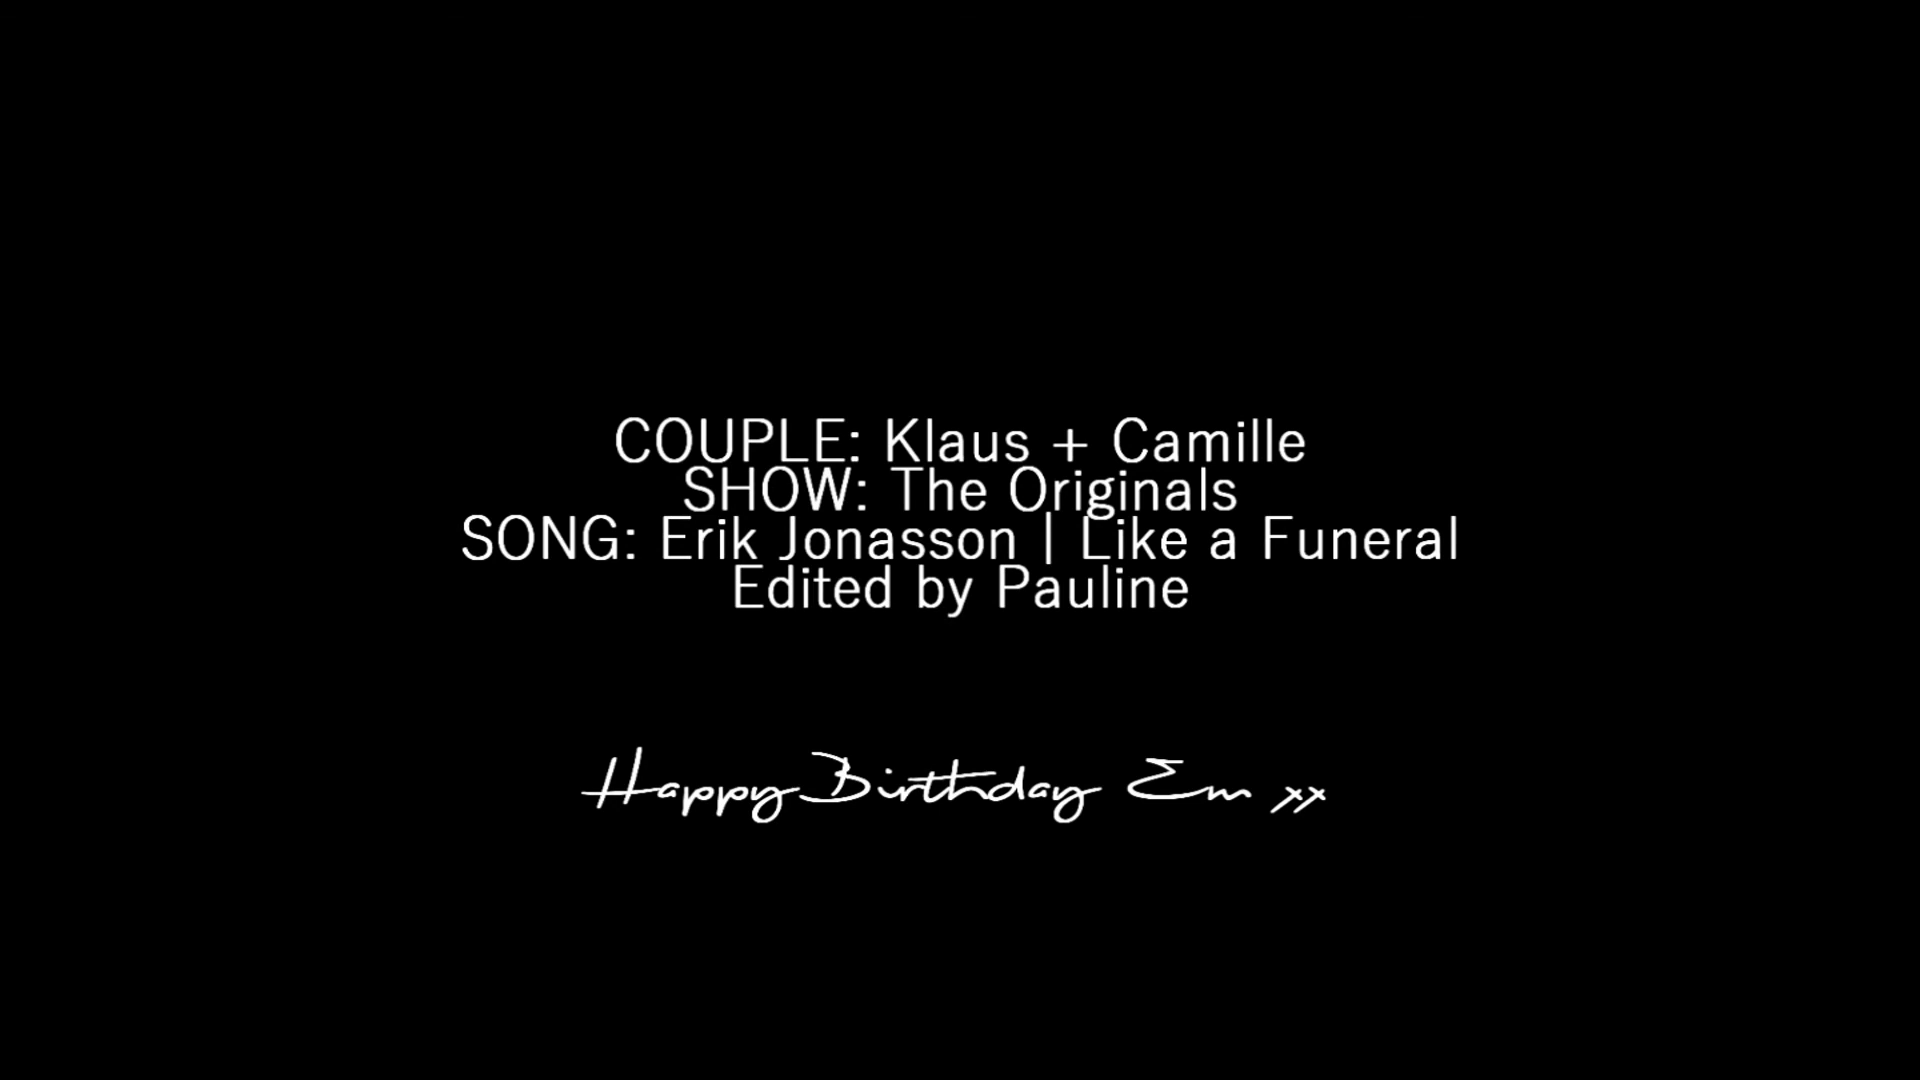 COUPLE: Klaus + Camille
SHOW: The Originals
SONG: Erik Jonasson | Like a Funeral
Edited by Pauline
Happy Birthday Em xx